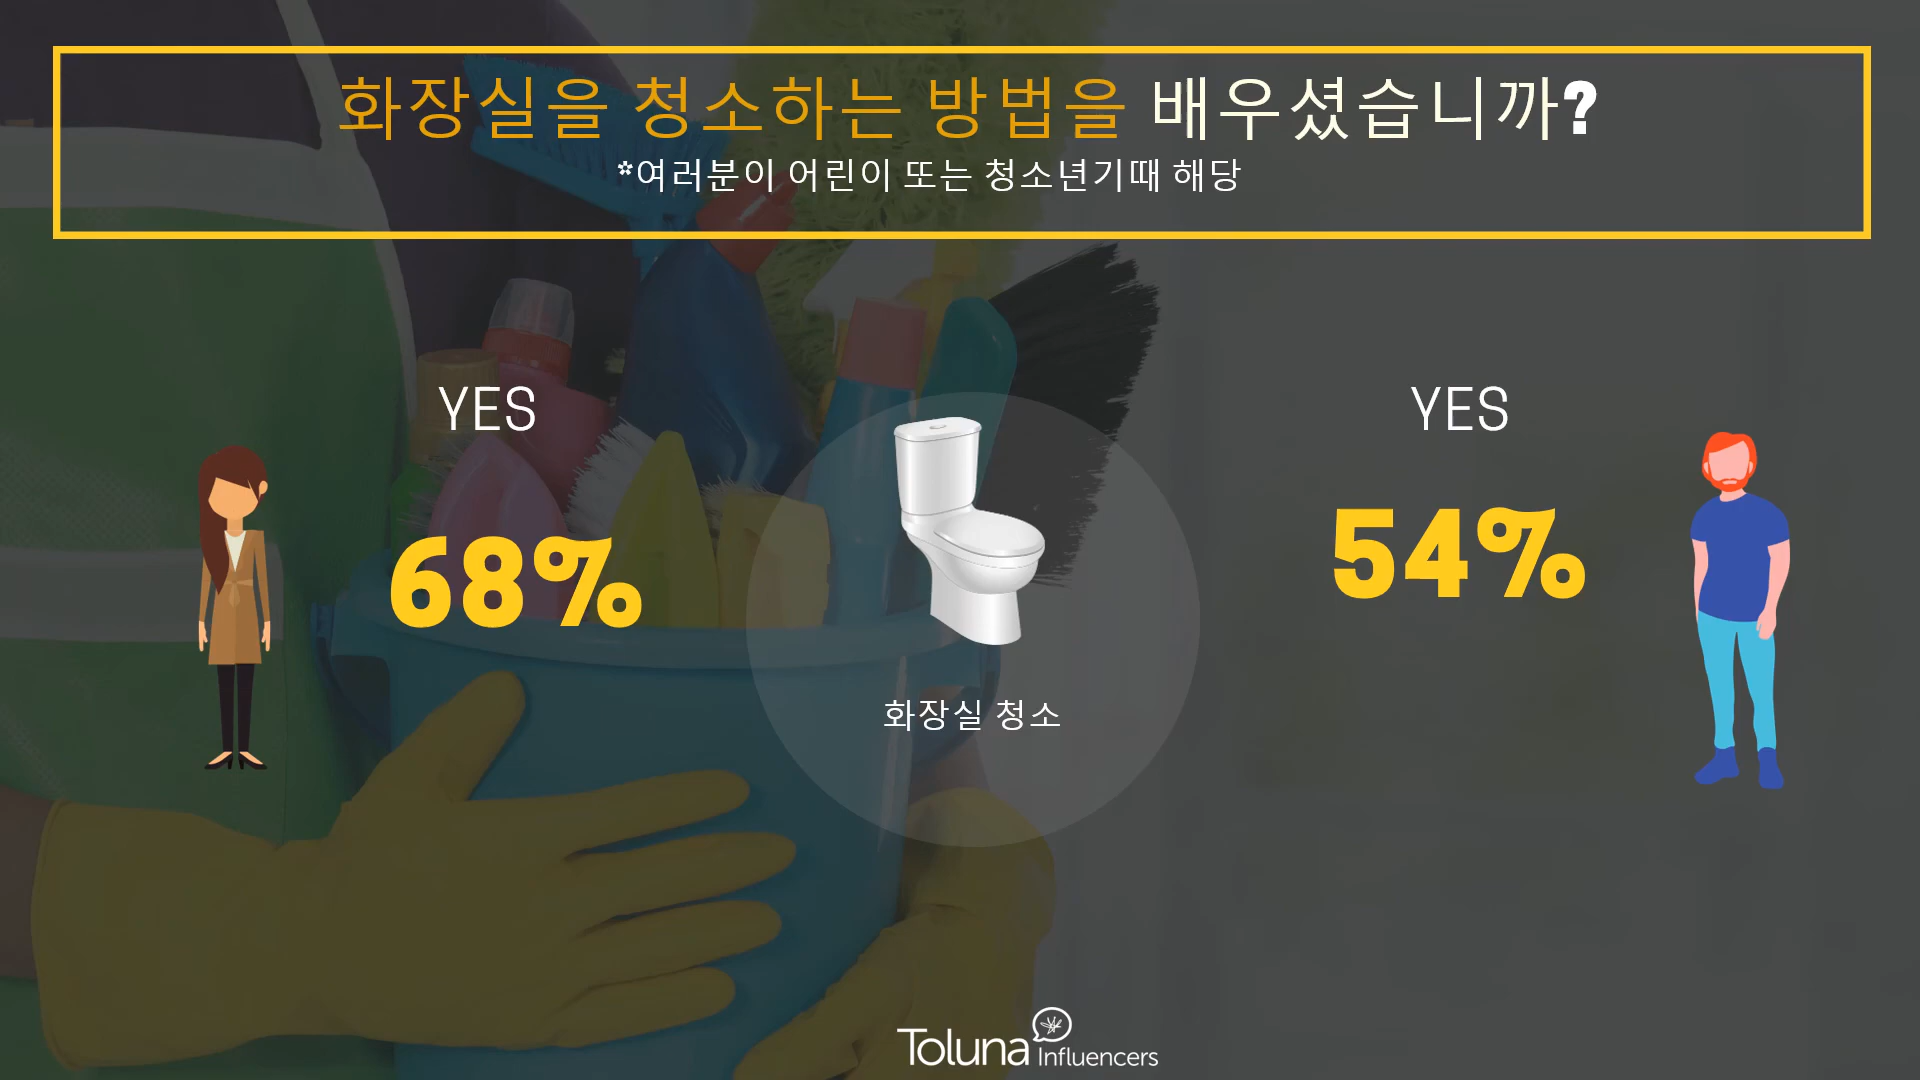 화장실을 청소하는 방법을 배우셨습니까?
*여러분이 어린이 또는 청소년기때 해당
YES
68%
YES
54%
화장실 청소
Toluna Influencers